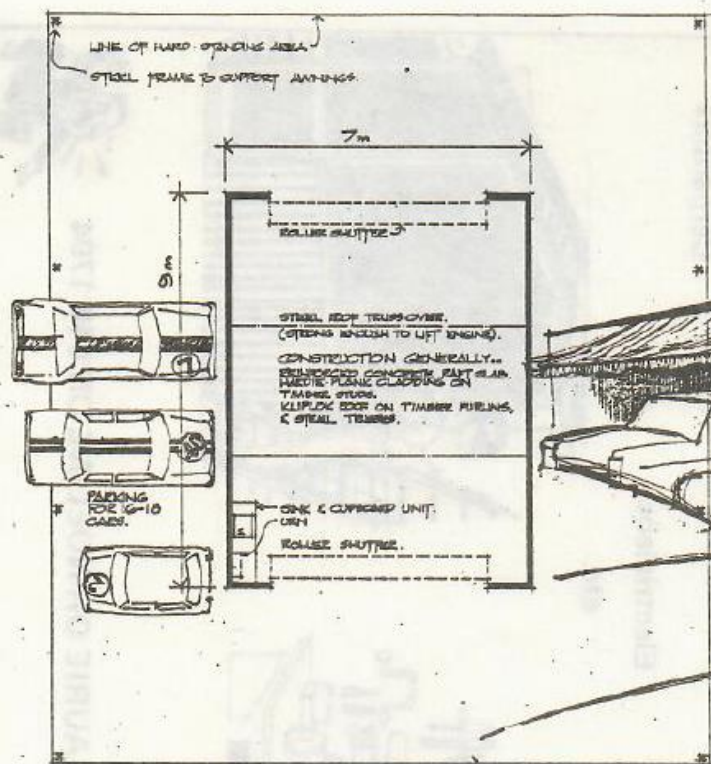 LINE OF HARD-STANDING AREA
STEEL FRAME TO SUPPORT AWNINGS.
7m
9m
ROLLER SHUTTER
STEEL ROOF TRUSS OVER.
(STRONG ENOUGH TO LIFT ENGINE).
CONSTRUCTION GENERALLY..
REINFORCED CONCRETE RAFT SLAB
HARDIE-PLANK CLADDING ON
TIMBER STUDS.
KLIPLOK ROOF ON TIMBER PURLINS,
& STEEL TRUSSES.
PARKING
FOR 16-18
CARS.
SINK & CUPBOARD UNIT.
URN
ROLLER SHUTTER.